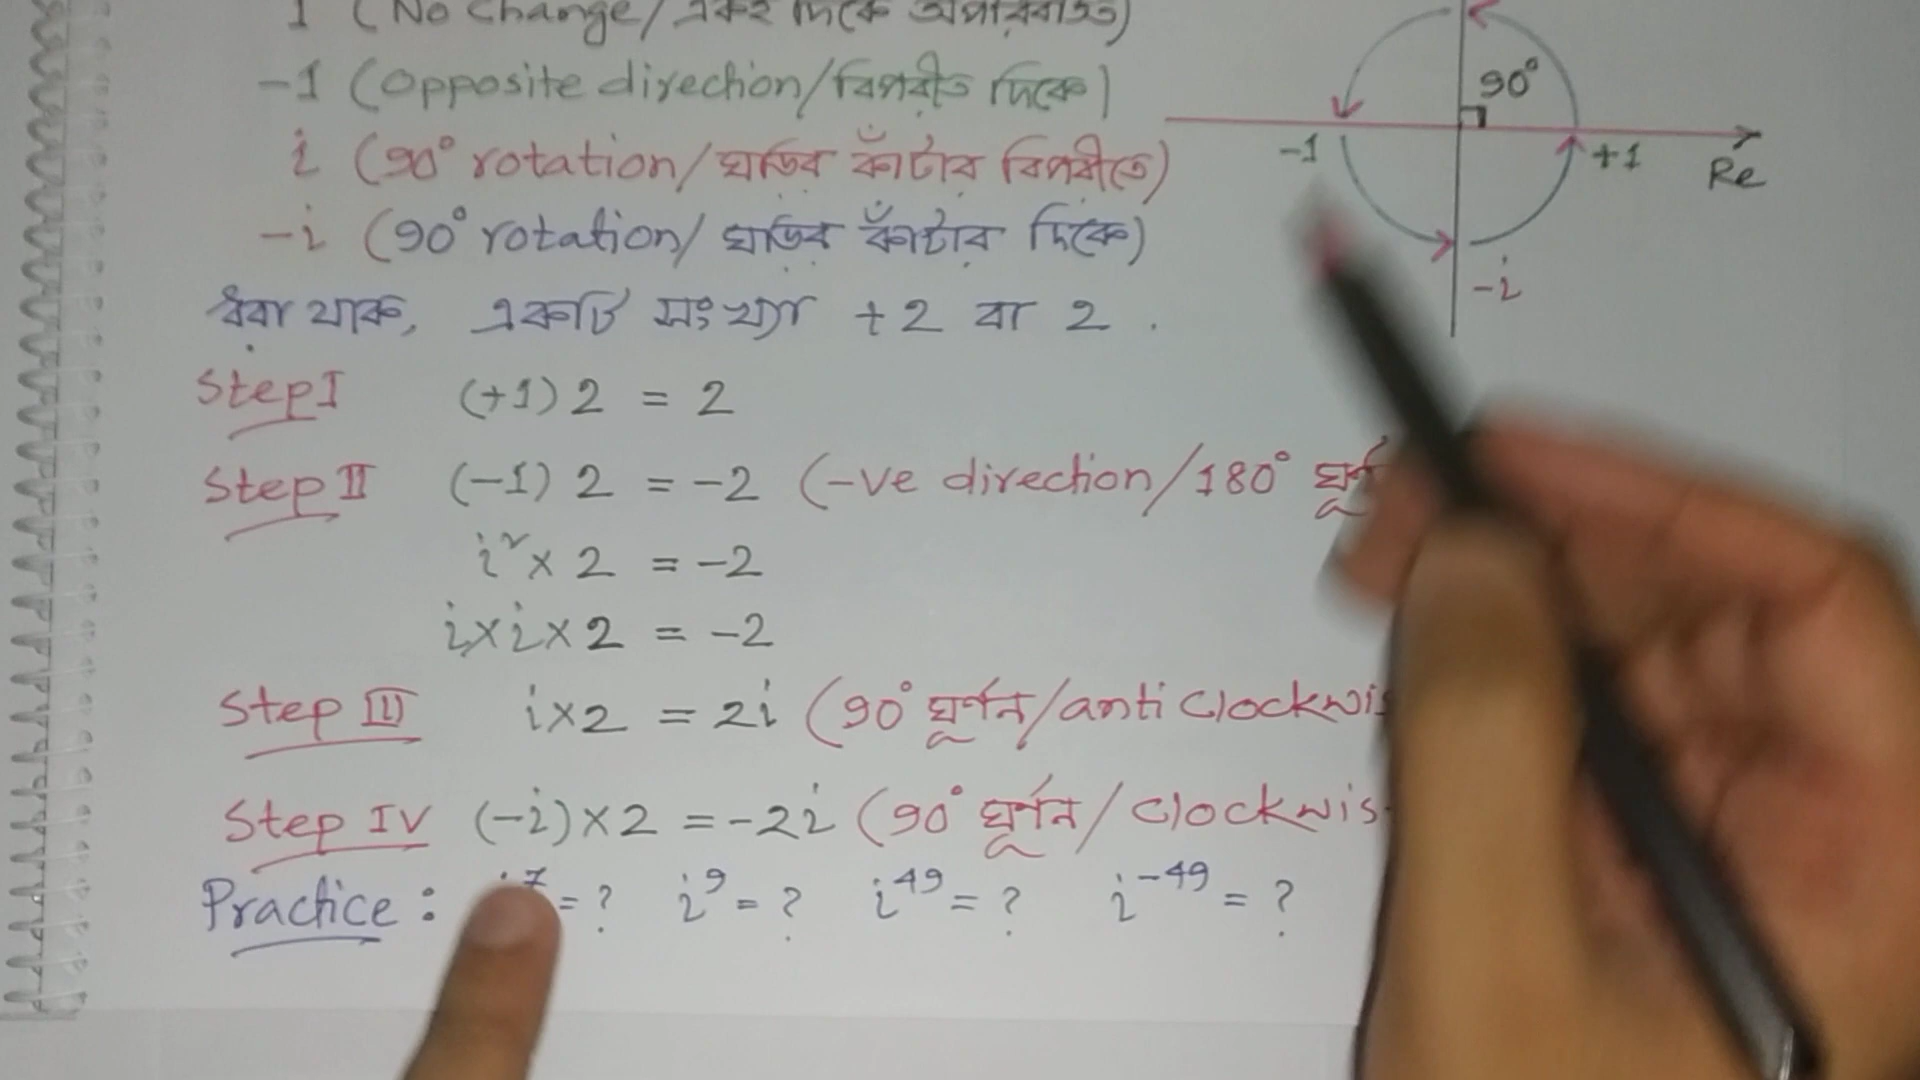 1 (No change/একই দিকে অপরিবর্তিত)
-1 (Opposite direction/বিপরীত দিকে)
i (90° rotation/ঘড়ির কাঁটার বিপরীতে)
-i (90° rotation/ঘড়ির কাঁটার দিকে)
90°
-1
+1
Re
-i
ধরা যাক, একটি সংখ্যা +2 বা 2.
Step I (+1) 2 = 2
Step II (-1) 2 = -2 (-ve direction/180°
i² × 2 = -2
i × i × 2 = -2
Step III i × 2 = 2i (90° ঘূর্ণন/anti clockwis
Step IV (-i) × 2 = -2i (90° ঘূর্ণন/ clockwis
Practice : i⁷ = ? i⁹ = ? i⁴⁹ = ? i⁻⁴⁹ = ?